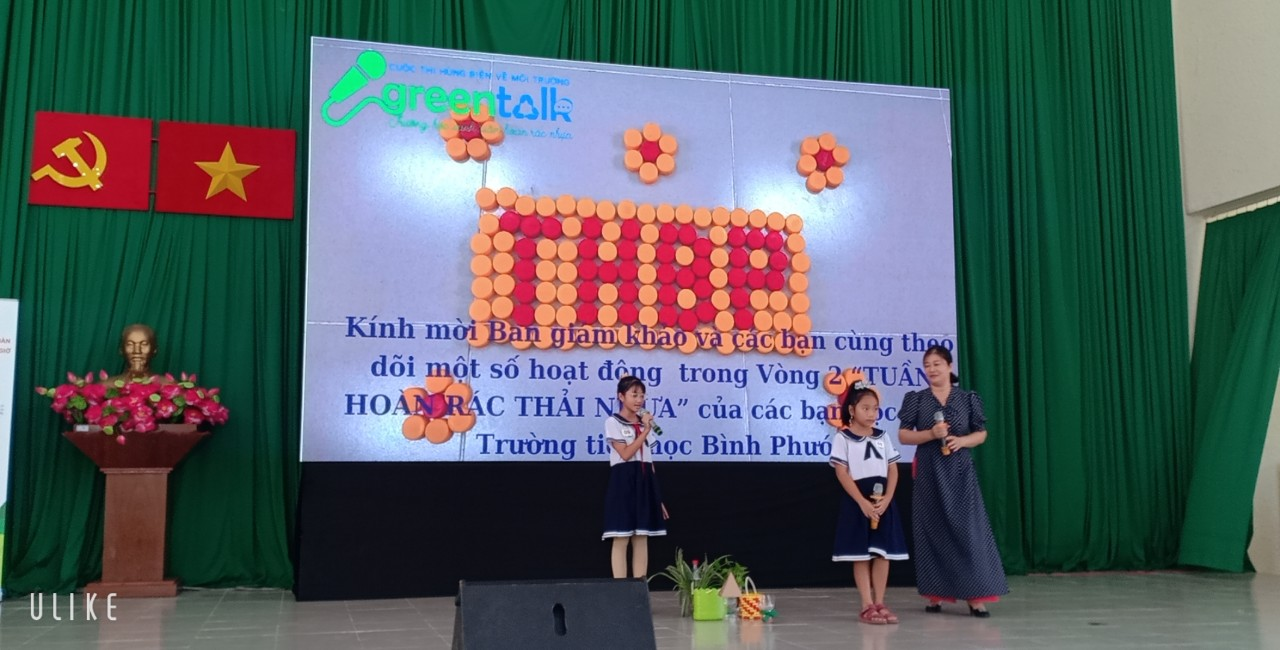 CUỘC THI HÙNG BIỆN VỀ MÔI TRƯỜNG
greentalk
THBP
Kính mời Ban giám khảo và các bạn cùng theo
dõi một số hoạt động trong Vòng 2 “TUẦN
HOÀN RÁC THẢI NHỰA” của các bạn
Trường tiểu học Bình Phướ
ULIKE